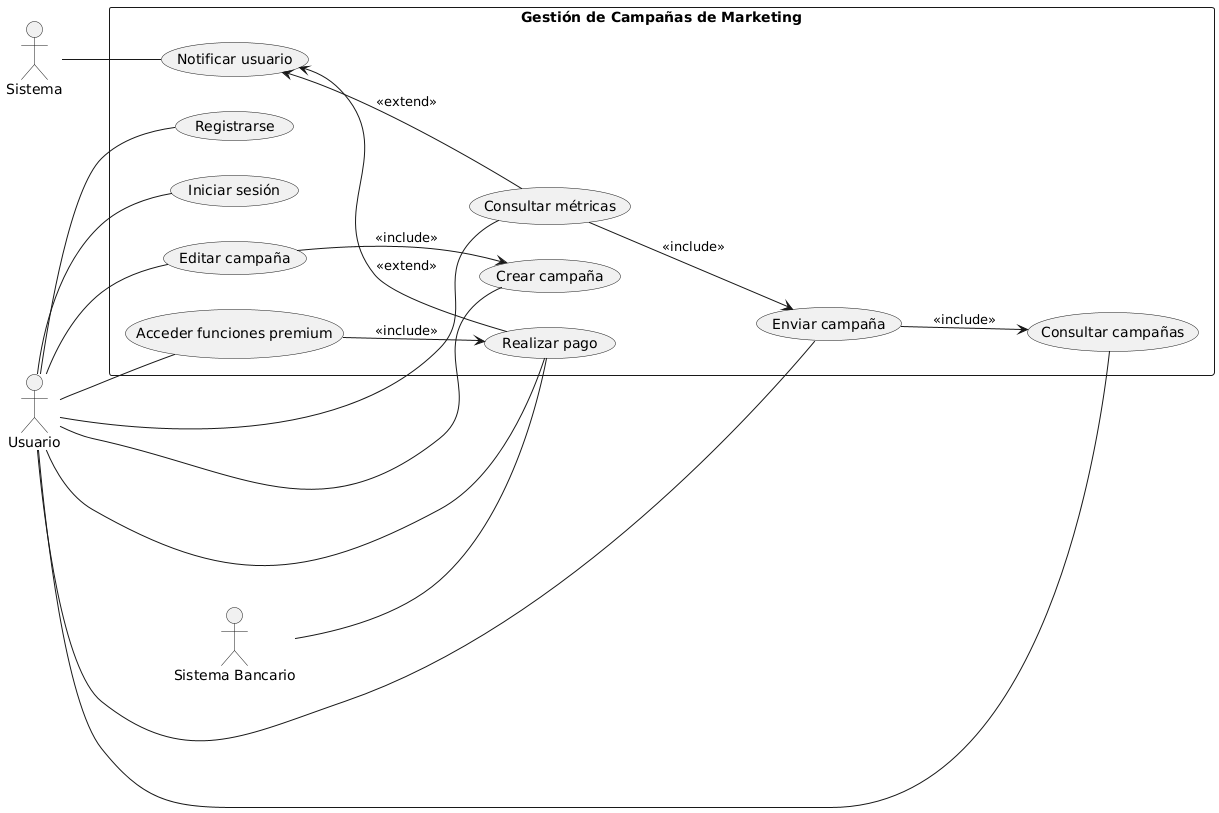 Gestión de Campañas de Marketing
Sistema
Notificar usuario
«extend»
Registrarse
Iniciar sesión
Consultar métricas
Editar campaña
«include»
«include»
«extend»
Crear campaña
Acceder funciones premium
«include»
Realizar pago
Enviar campaña
«include»
Consultar campañas
Usuario
Sistema Bancario